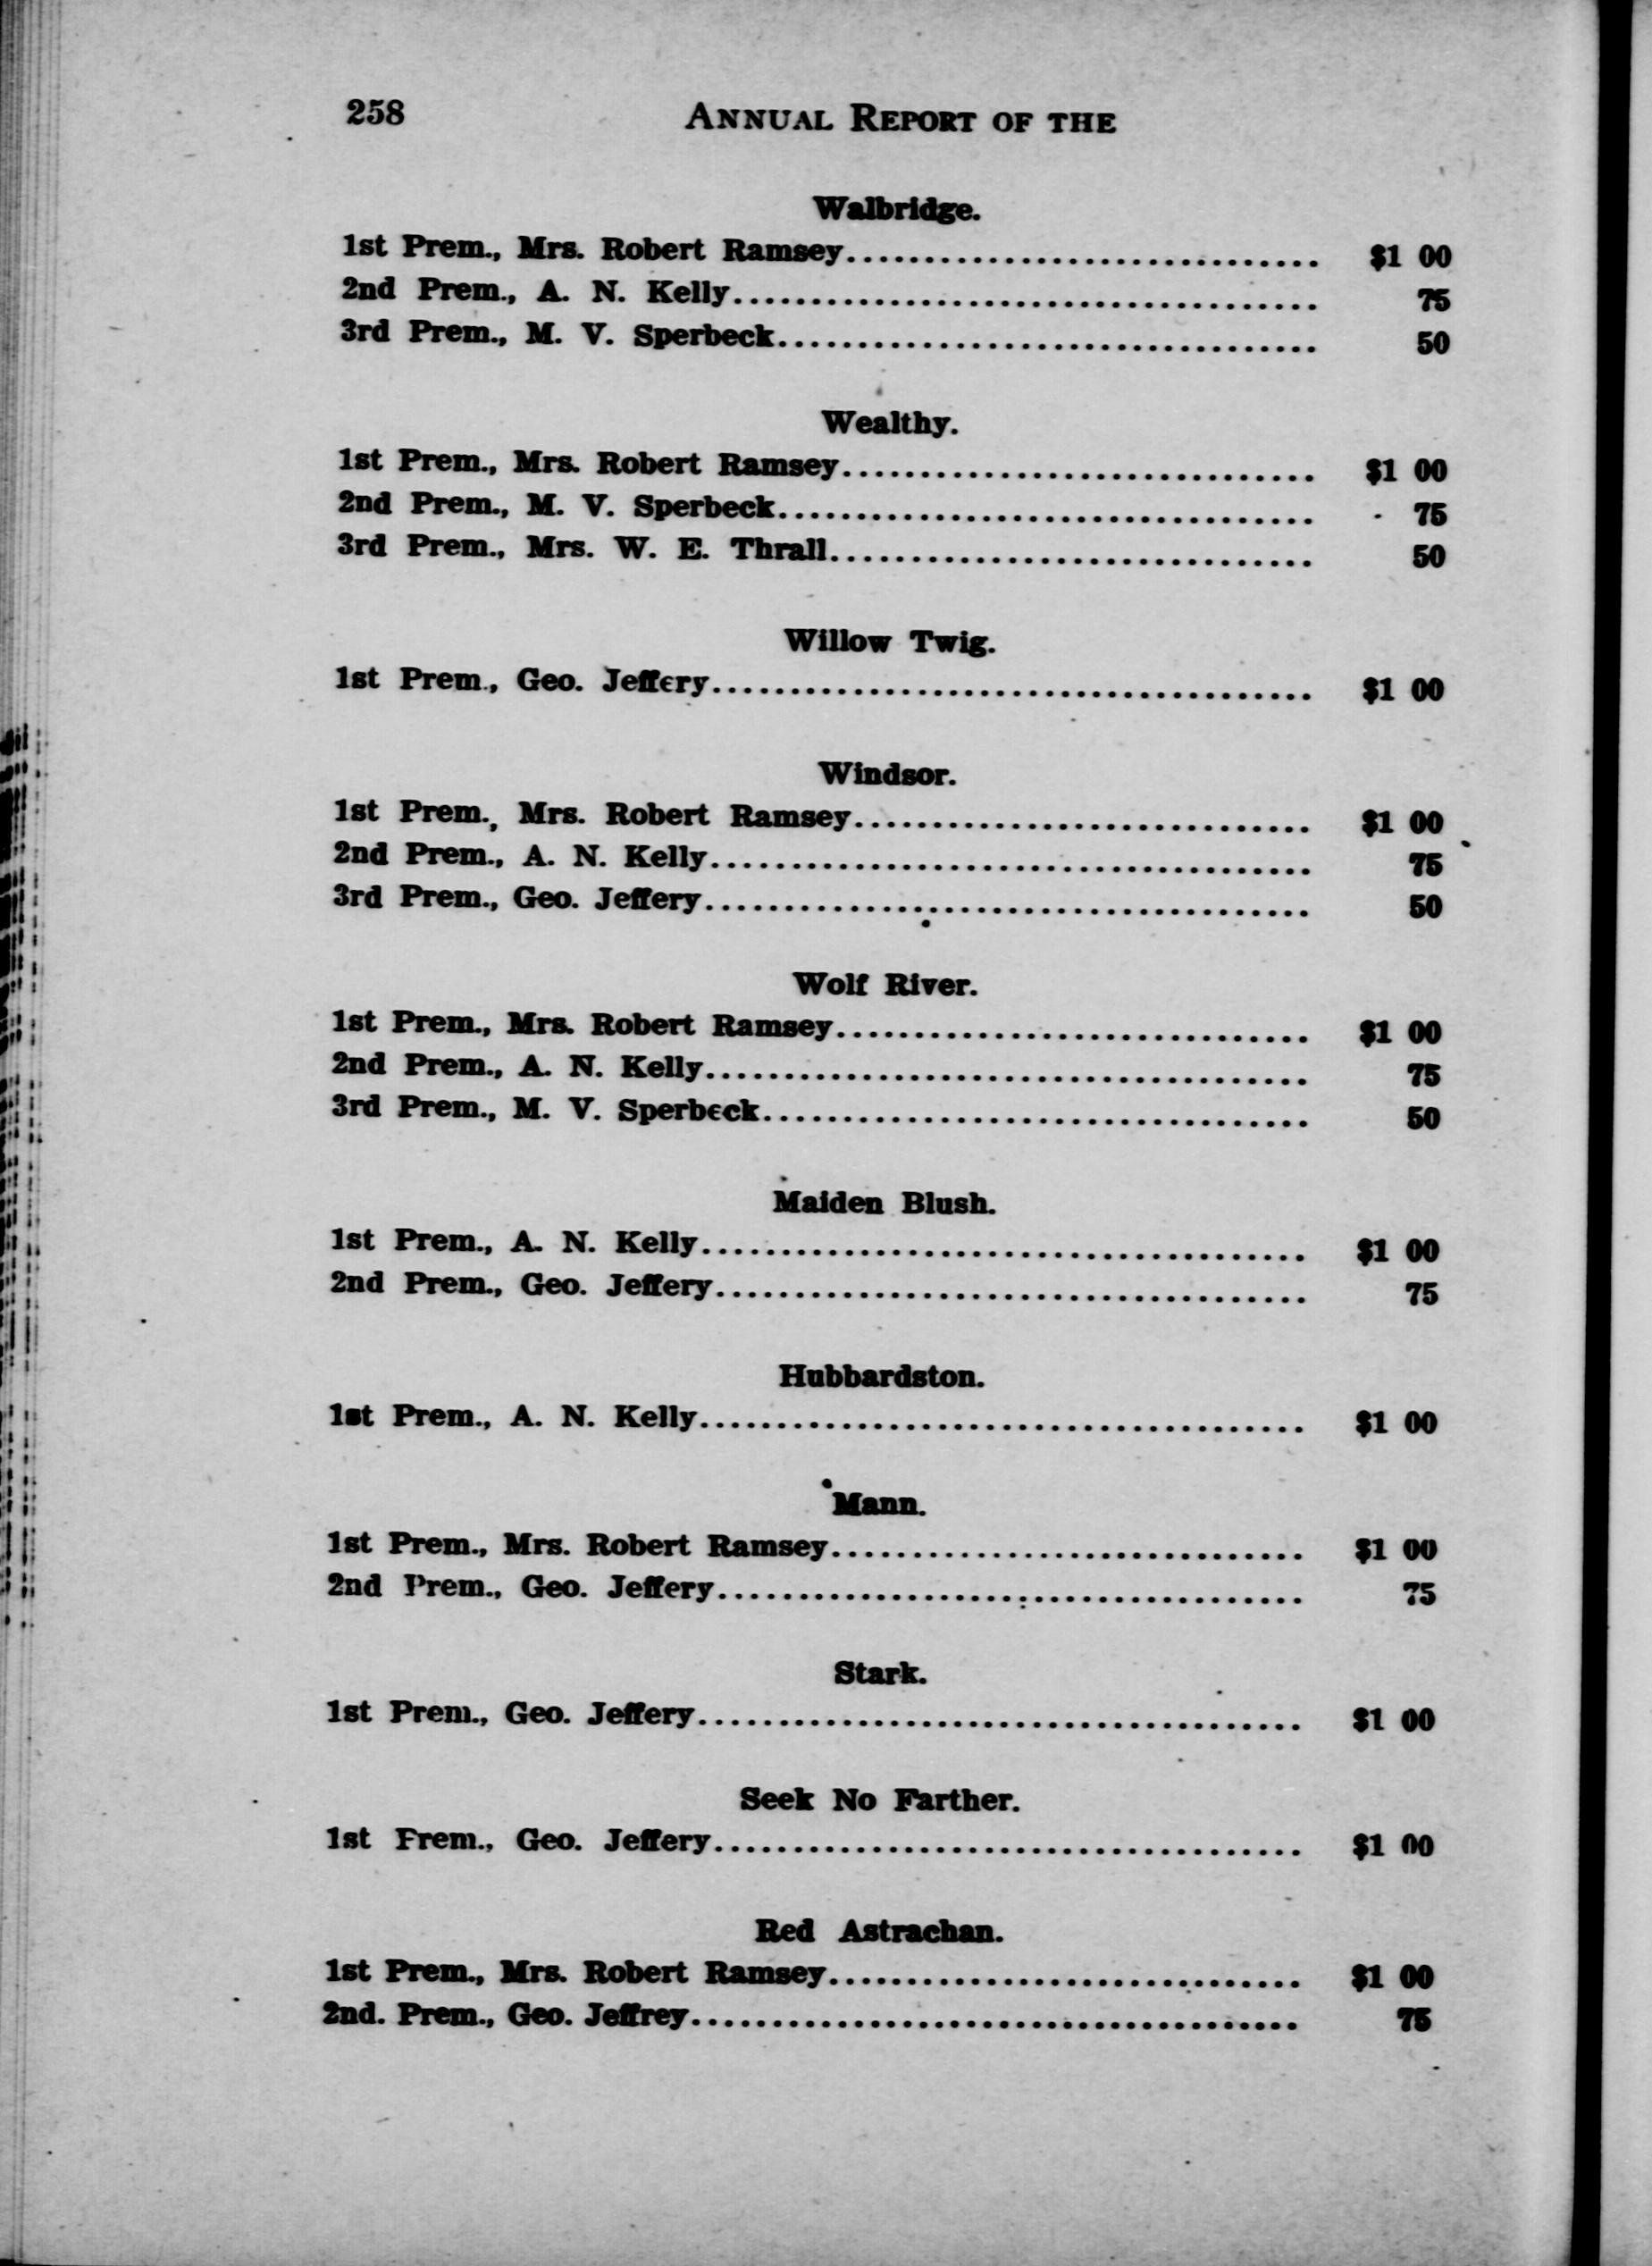 258 ANNUAL REPORT OF THE
Walbridge.
1st Prem., Mrs. Robert Ramsey.............................. $1 00
2nd Prem., A. N. Kelly..................................... 75
3rd Prem., M. V. Sperbeck.................................. 50
Wealthy.
1st Prem., Mrs. Robert Ramsey.............................. $1 00
2nd Prem., M. V. Sperbeck.................................. 75
3rd Prem., Mrs. W. E. Thrall............................... 50
Willow Twig.
1st Prem., Geo. Jeffery...................................... $1 00
Windsor.
1st Prem., Mrs. Robert Ramsey............................. $1 00
2nd Prem., A. N. Kelly...................................... 75
3rd Prem., Geo. Jeffery...................................... 50
Wolf River.
1st Prem., Mrs. Robert Ramsey.............................. $1 00
2nd Prem., A. N. Kelly...................................... 75
3rd Prem., M. V. Sperbeck.................................. 50
Maiden Blush.
1st Prem., A. N. Kelly...................................... $1 00
2nd Prem., Geo. Jeffery..................................... 75
Hubbardston.
1st Prem., A. N. Kelly...................................... $1 00
Mann.
1st Prem., Mrs. Robert Ramsey.............................. $1 00
2nd Prem., Geo. Jeffery..................................... 75
Stark.
1st Prem., Geo. Jeffery...................................... $1 00
Seek No Farther.
1st Prem., Geo. Jeffery..................................... $1 00
Red Astrachan.
1st Prem., Mrs. Robert Ramsey.............................. $1 00
2nd. Prem., Geo. Jeffrey...................................... 75